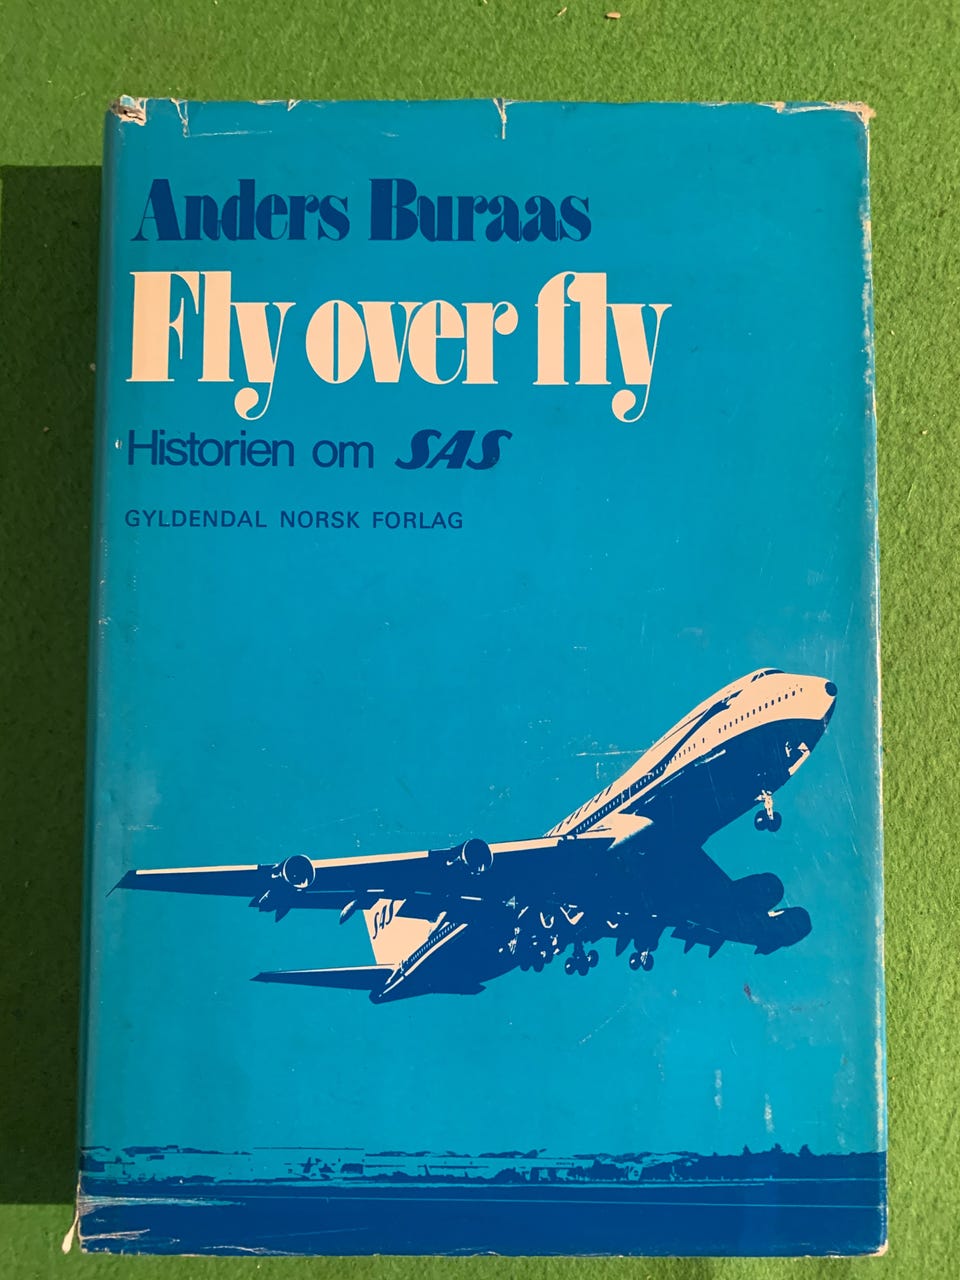 Anders Buraas
Fly over fly
Historien om SAS
GYLDENDAL NORSK FORLAG
SAS